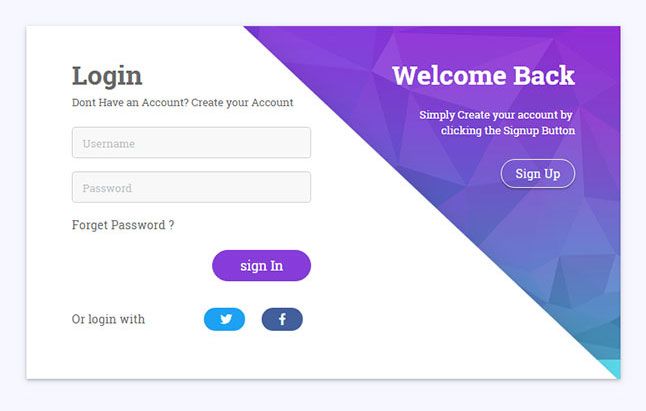 Login
Dont Have an Account? Create your Account
Username
Password
Forget Password ?
sign In
Or login with
Welcome Back
Simply Create your account by
clicking the Signup Button
Sign Up